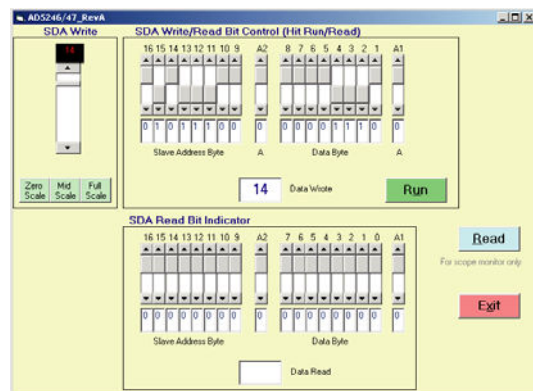 AD5246/47_RevA
SDA Write
SDA Write/Read Bit Control (Hit Run/Read)
14
16 15 14 13 12 11 10 9 A2 8 7 6 5 4 3 2 1 A1
0 1 0 1 1 1 0 0 0 0 0 0 0 1 1 1 0 0
Slave Address Byte A Data Byte A
Zero Scale
Mid Scale
Full Scale
14 Data Wrote
Run
SDA Read Bit Indicator
16 15 14 13 12 11 10 9 A2 7 6 5 4 3 2 1 0 A1
0 0 0 0 0 0 0 0 0 0 0 0 0 0 0 0 0 0
Slave Address Byte Data Byte
Data Read
Read
For scope monitor only
Exit